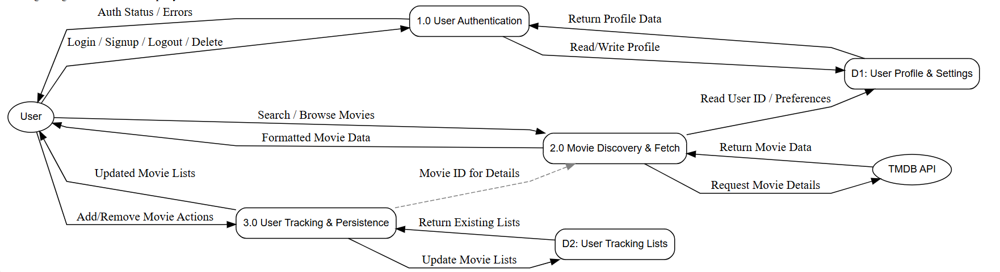 Auth Status / Errors
1.0 User Authentication
Return Profile Data
Login / Signup / Logout / Delete
Read/Write Profile
D1: User Profile & Settings
Read User ID / Preferences
User
Search / Browse Movies
Formatted Movie Data
2.0 Movie Discovery & Fetch
Return Movie Data
TMDB API
Updated Movie Lists
Movie ID for Details
Request Movie Details
Add/Remove Movie Actions
3.0 User Tracking & Persistence
Return Existing Lists
D2: User Tracking Lists
Update Movie Lists